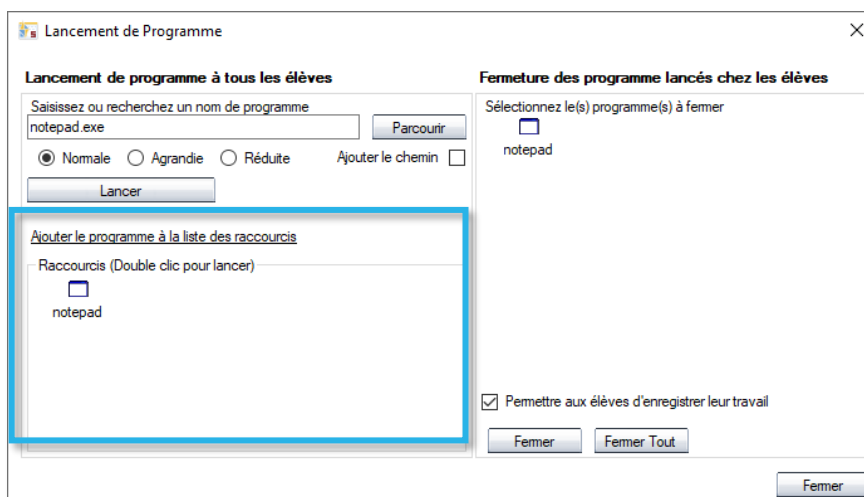 Lancement de Programme
Lancement de programme à tous les élèves
Saisissez ou recherchez un nom de programme
notepad.exe
Parcourir
Normale
Agrandie
Réduite
Ajouter le chemin
Lancer
Ajouter le programme à la liste des raccourcis
Raccourcis (Double clic pour lancer)
notepad
Fermeture des programme lancés chez les élèves
Sélectionnez le(s) programme(s) à fermer
notepad
Permettre aux élèves d'enregistrer leur travail
Fermer
Fermer Tout
Fermer